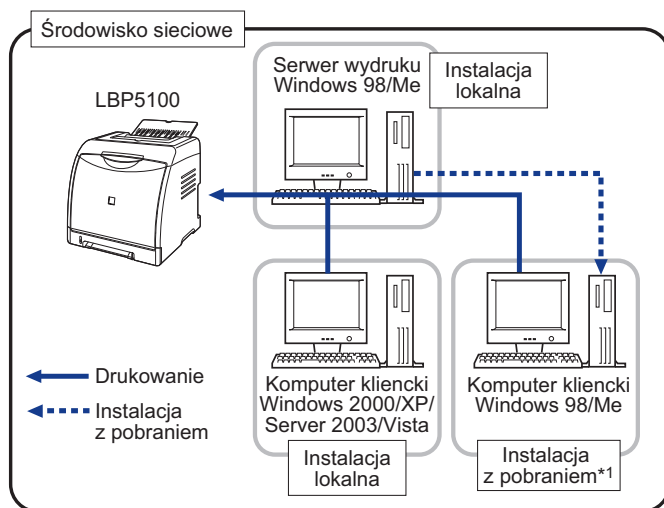 Środowisko sieciowe
Serwer wydruku
Windows 98/Me
Instalacja
lokalna
LBP5100
Drukowanie
Instalacja
z pobraniem
Komputer kliencki
Windows 2000/XP/
Server 2003/Vista
Instalacja
lokalna
Komputer kliencki
Windows 98/Me
Instalacja
z pobraniem*1